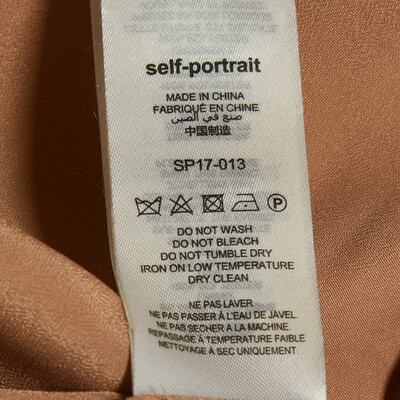 self-portrait
MADE IN CHINA
FABRIQUÉ EN CHINE
صنع في الصين
中国制造
SP17-013
P
DO NOT WASH
DO NOT BLEACH
DO NOT TUMBLE DRY
IRON ON LOW TEMPERATURE
DRY CLEAN
NE PAS LAVER
NE PAS PASSER À L'EAU DE JAVEL.
NE PAS SECHER A LA MACHINE.
REPASSAGE À TEMPERATURE FAIBLE
NETTOYAGE À SEC UNIQUEMENT.